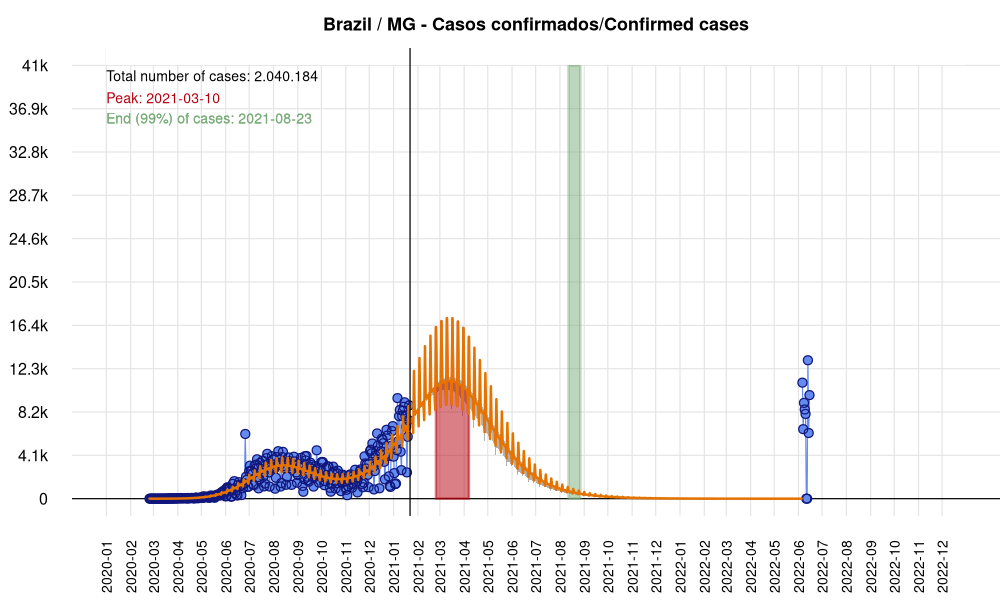 Brazil / MG - Casos confirmados/Confirmed cases
Total number of cases: 2.040.184
Peak: 2021-03-10
End (99%) of cases: 2021-08-23
41k
36.9k
32.8k
28.7k
24.6k
20.5k
16.4k
12.3k
8.2k
4.1k
0
2020-01
2020-02
2020-03
2020-04
2020-05
2020-06
2020-07
2020-08
2020-09
2020-10
2020-11
2020-12
2021-01
2021-02
2021-03
2021-04
2021-05
2021-06
2021-07
2021-08
2021-09
2021-10
2021-11
2021-12
2022-01
2022-02
2022-03
2022-04
2022-05
2022-06
2022-07
2022-08
2022-09
2022-10
2022-11
2022-12